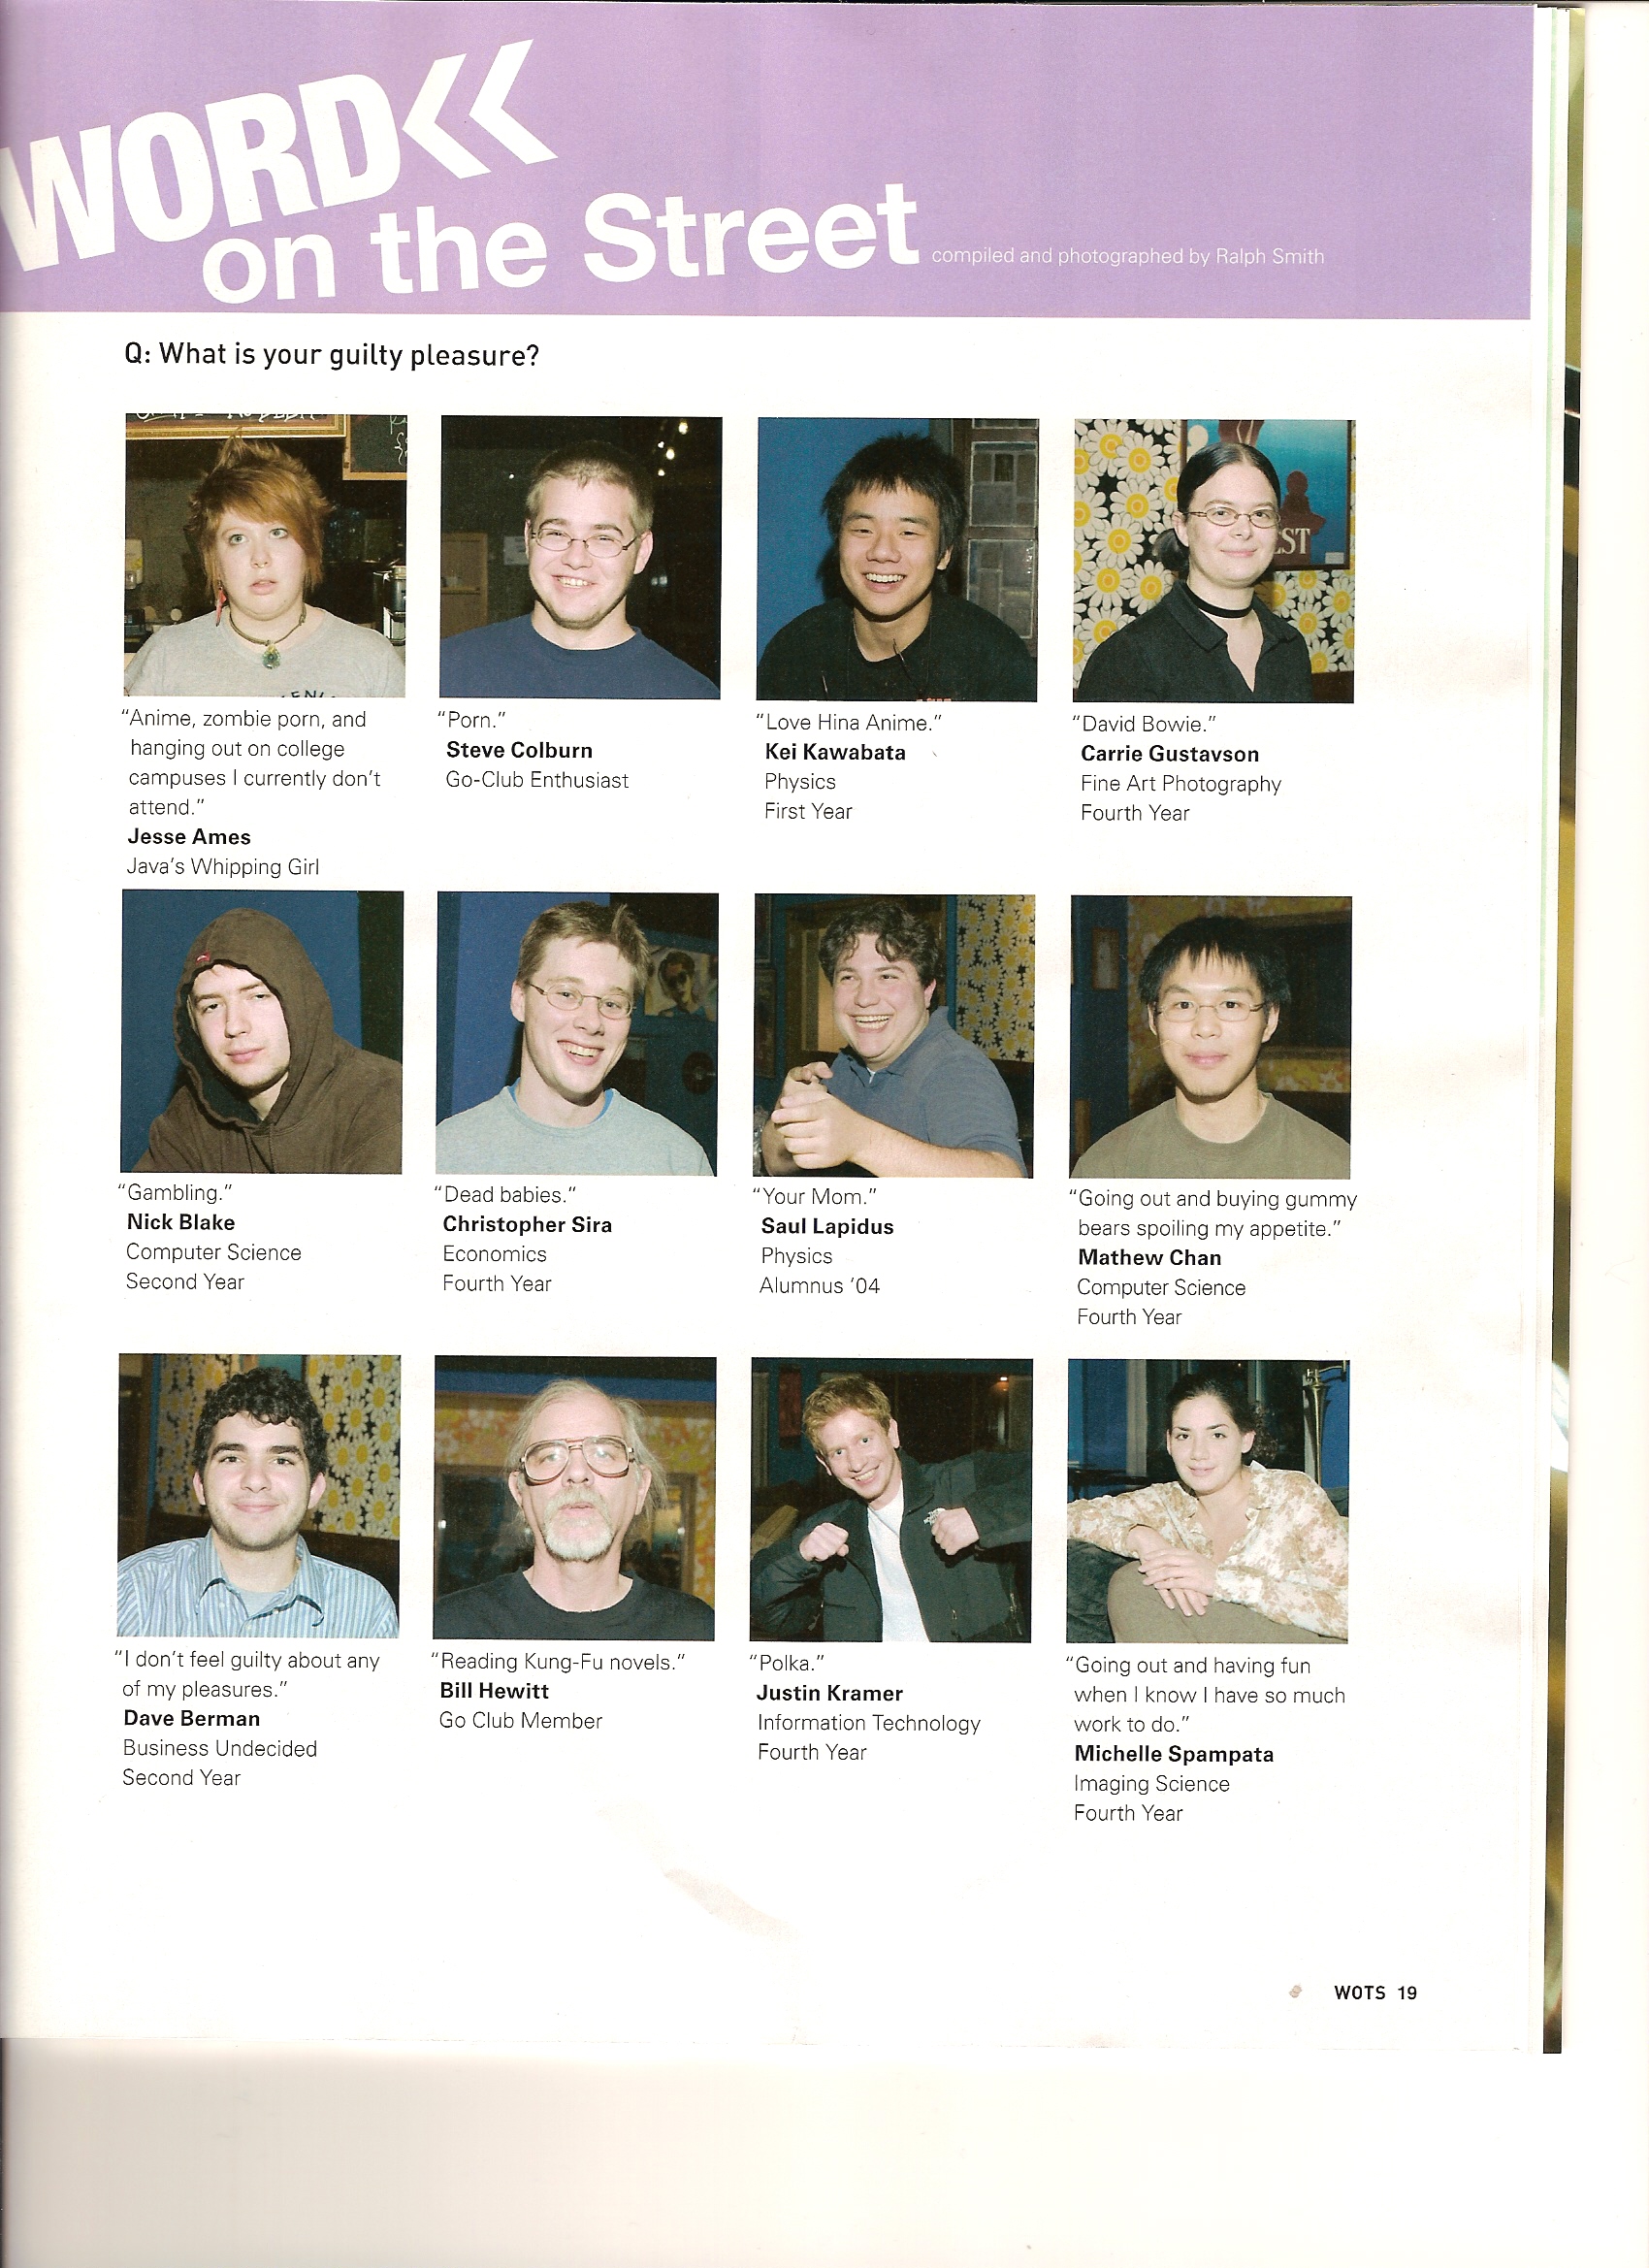 WORD
on the Street
compiled and photographed by Ralph Smith
Q: What is your guilty pleasure?
"Anime, zombie porn, and
hanging out on college
campuses I currently don't
attend."
Jesse Ames
Java's Whipping Girl
"Porn."
Steve Colburn
Go-Club Enthusiast
"Love Hina Anime."
Kei Kawabata
Physics
First Year
"David Bowie."
Carrie Gustavson
Fine Art Photography
Fourth Year
"Gambling."
Nick Blake
Computer Science
Second Year
"Dead babies."
Christopher Sira
Economics
Fourth Year
"Your Mom."
Saul Lapidus
Physics
Alumnus '04
"Going out and buying gummy
bears spoiling my appetite."
Mathew Chan
Computer Science
Fourth Year
"I don't feel guilty about any
of my pleasures."
Dave Berman
Business Undecided
Second Year
"Reading Kung-Fu novels."
Bill Hewitt
Go Club Member
"Polka."
Justin Kramer
Information Technology
Fourth Year
"Going out and having fun
when I know I have so much
work to do."
Michelle Spampata
Imaging Science
Fourth Year
WOTS 19